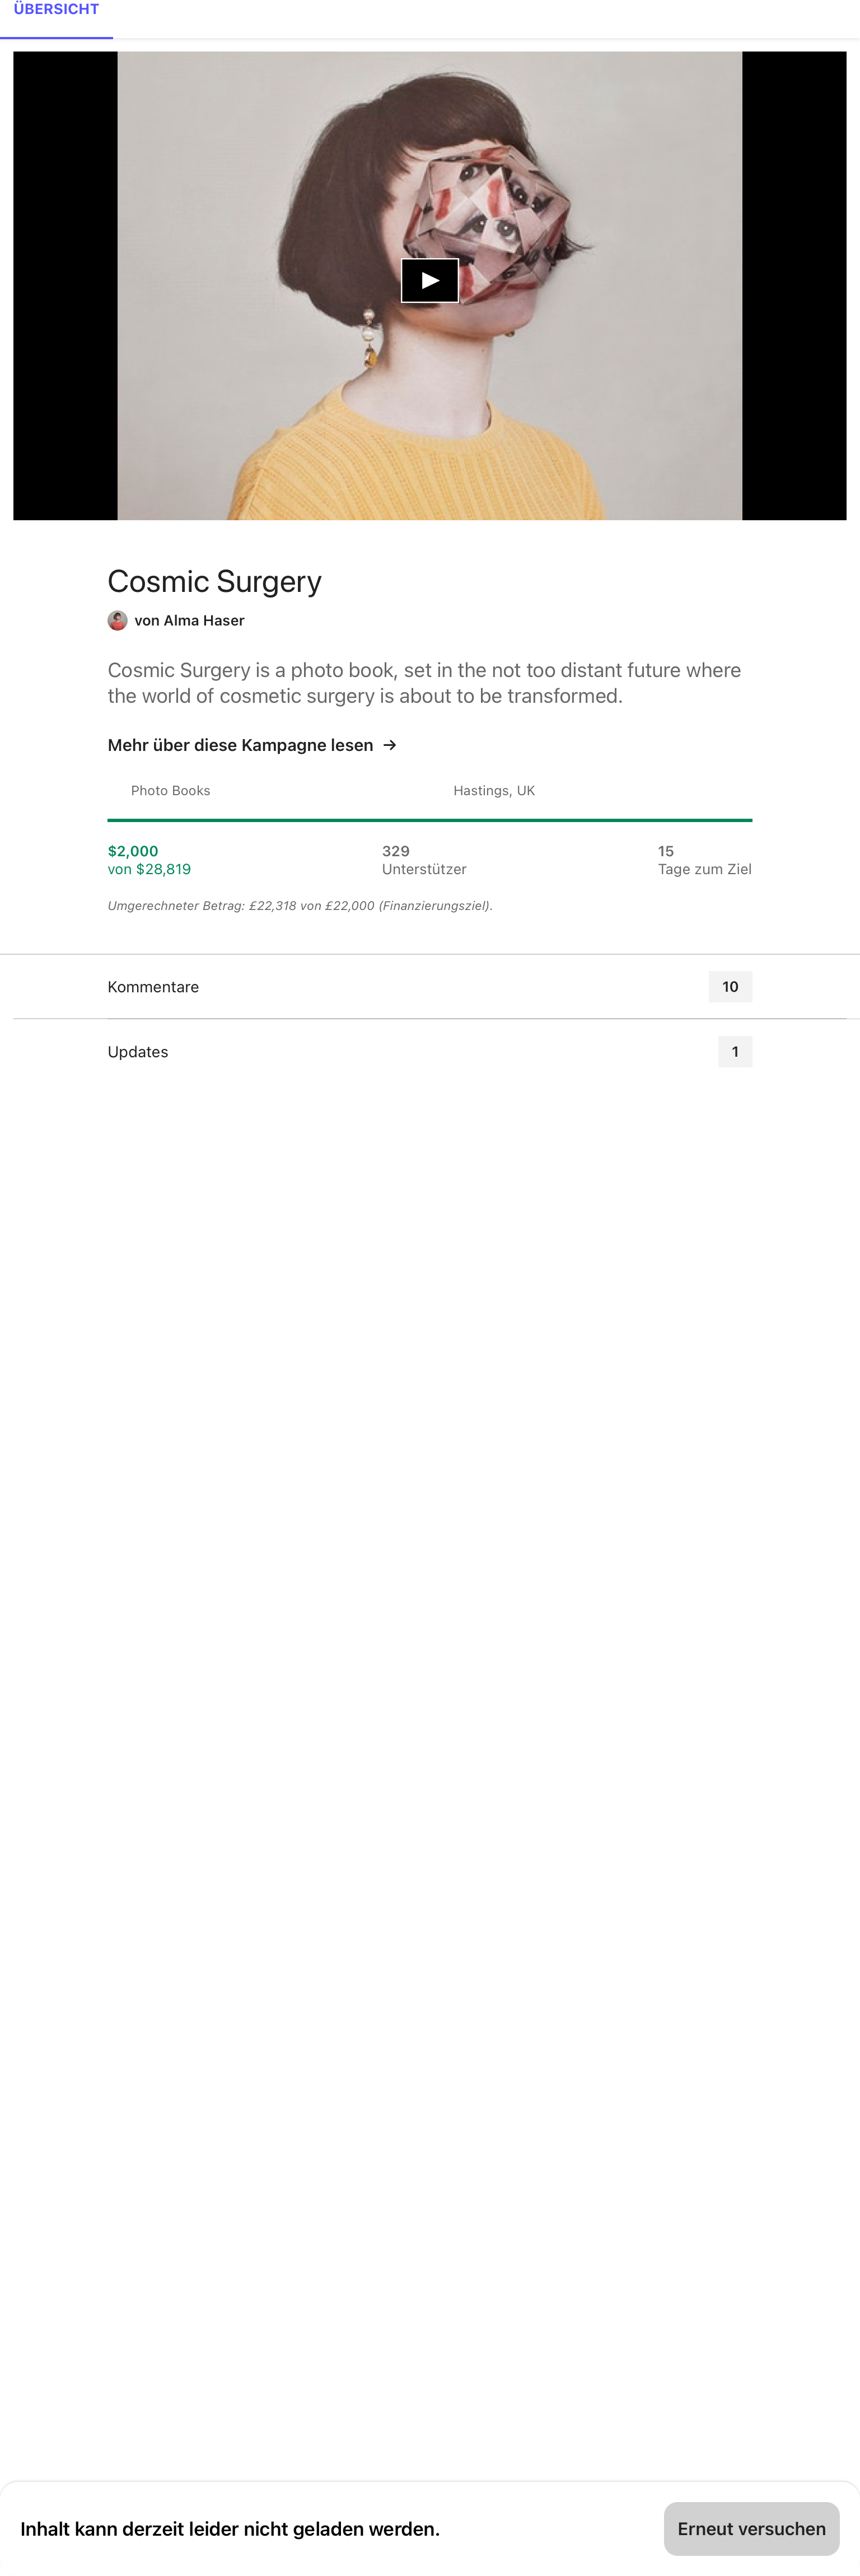 ÜBERSICHT
Cosmic Surgery
von Alma Haser
Cosmic Surgery is a photo book, set in the not too distant future where
the world of cosmetic surgery is about to be transformed.
Mehr über diese Kampagne lesen →
Photo Books
Hastings, UK
$2,000
von $28,819
329
Unterstützer
15
Tage zum Ziel
Umgerechneter Betrag: £22,318 von £22,000 (Finanzierungsziel).
Kommentare
10
Updates
1
Inhalt kann derzeit leider nicht geladen werden.
Erneut versuchen